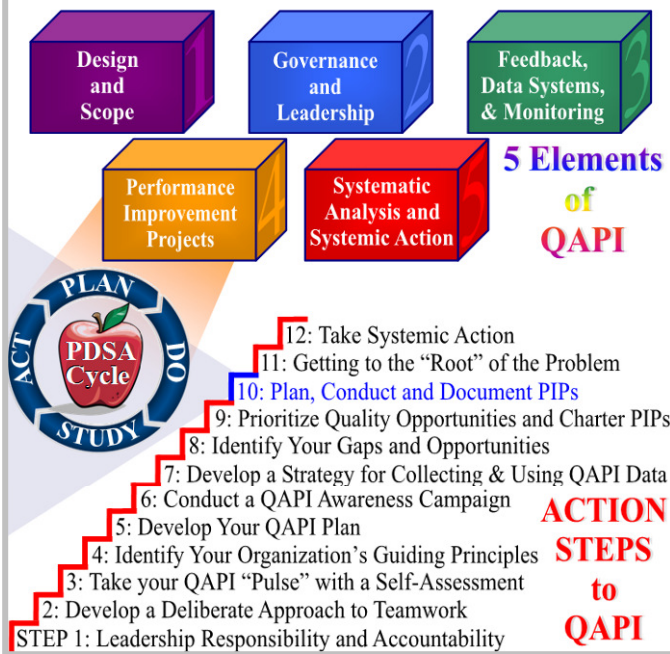 Design
and
Scope
1
Governance
and
Leadership
2
Feedback,
Data Systems,
& Monitoring
3
Performance
Improvement
Projects
4
Systematic
Analysis and
Systemic Action
5
5 Elements
of
QAPI
PLAN
DO
STUDY
ACT
PDSA
Cycle
12: Take Systemic Action
11: Getting to the “Root” of the Problem
10: Plan, Conduct and Document PIPs
9: Prioritize Quality Opportunities and Charter PIPs
8: Identify Your Gaps and Opportunities
7: Develop a Strategy for Collecting & Using QAPI Data
6: Conduct a QAPI Awareness Campaign
5: Develop Your QAPI Plan
4: Identify Your Organization’s Guiding Principles
3: Take your QAPI “Pulse” with a Self-Assessment
2: Develop a Deliberate Approach to Teamwork
STEP 1: Leadership Responsibility and Accountability
ACTION
STEPS
to
QAPI